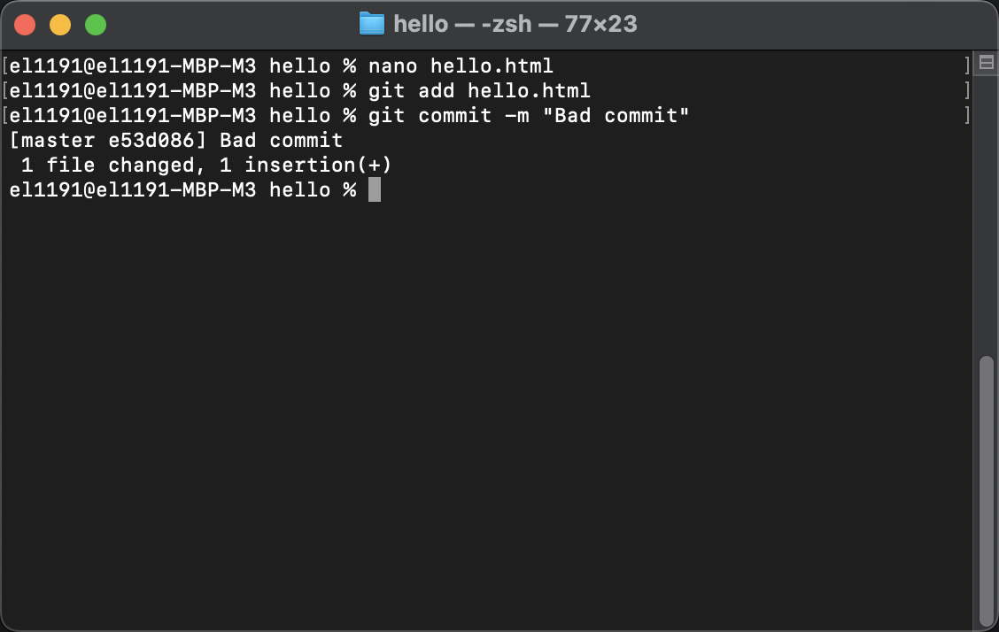 hello — -zsh — 77×23
[el1191@el1191-MBP-M3 hello % nano hello.html ]
[el1191@el1191-MBP-M3 hello % git add hello.html ]
[el1191@el1191-MBP-M3 hello % git commit -m "Bad commit" ]
[master e53d086] Bad commit
 1 file changed, 1 insertion(+)
el1191@el1191-MBP-M3 hello %